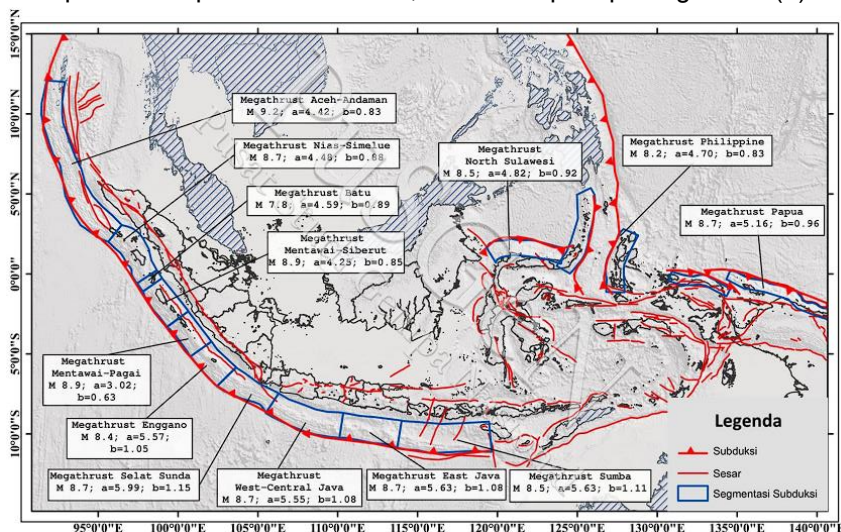 15°0'0"N
10°0'0"N
5°0'0"N
0°0'0"
5°0'0"S
10°0'0"S
Megathrust Aceh-Andaman
M 9.2; a=4.42; b=0.83
Megathrust Nias-Simelue
M 8.7; a=4.48; b=0.88
Megathrust Batu
M 7.8; a=4.59; b=0.89
Megathrust
Mentawai-Siberut
M 8.9; a=4.25; b=0.85
Megathrust
North Sulawesi
M 8.5; a=4.82; b=0.92
Megathrust Philippine
M 8.2; a=4.70; b=0.83
Megathrust Papua
M 8.7; a=5.16; b=0.96
Megathrust
Mentawai-Pagai
M 8.9; a=3.02;
b=0.63
Megathrust Enggano
M 8.4; a=5.57;
b=1.05
Megathrust Selat Sunda
M 8.7; a=5.99; b=1.15
Megathrust
West-Central Java
M 8.7; a=5.55; b=1.08
Megathrust East Java
M 8.7; a=5.63; b=1.08
Megathrust Sumba
M 8.5; a=5.63; b=1.11
Legenda
Subduksi
Sesar
Segmentasi Subduksi
95°0'0"E 100°0'0"E 105°0'0"E 110°0'0"E 115°0'0"E 120°0'0"E 125°0'0"E 130°0'0"E 135°0'0"E 140°0'0"E